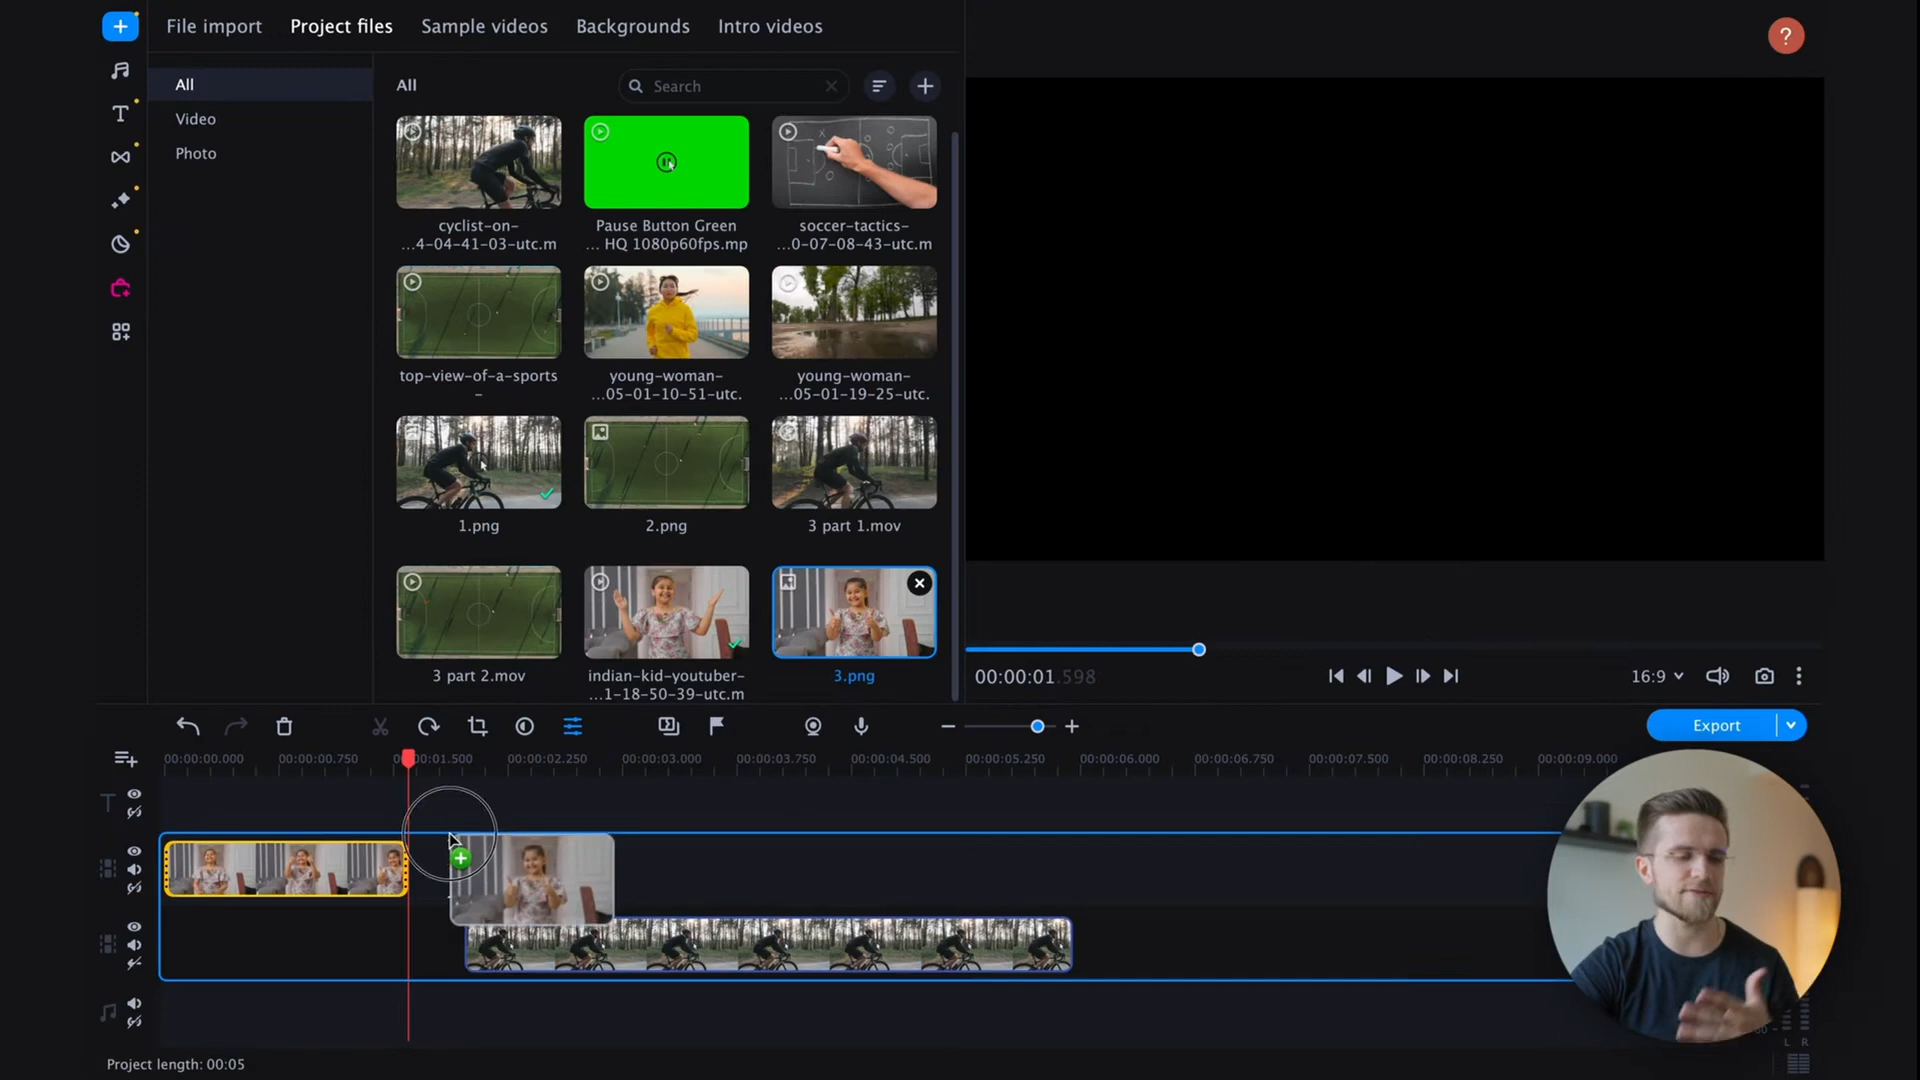 File import Project files Sample videos Backgrounds Intro videos
?
All
Video
Photo
All
Search
cyclist-on-
...4-04-41-03-utc.m
Pause Button Green
... HQ 1080p60fps.mp
soccer-tactics-
...0-07-08-43-utc.m
top-view-of-a-sports
-
young-woman-
...05-01-10-51-utc.
young-woman-
...05-01-19-25-utc.
1.png
2.png
3 part 1.mov
3 part 2.mov
indian-kid-youtuber-
...1-18-50-39-utc.m
3.png
00:00:01.598
16:9
Export
00:00:00.000 00:00:00.750 00:00:01.500 00:00:02.250 00:00:03.000 00:00:03.750 00:00:04.500 00:00:05.250 00:00:06.000 00:00:06.750 00:00:07.500 00:00:08.250 00:00:09.000
L R
Project length: 00:05